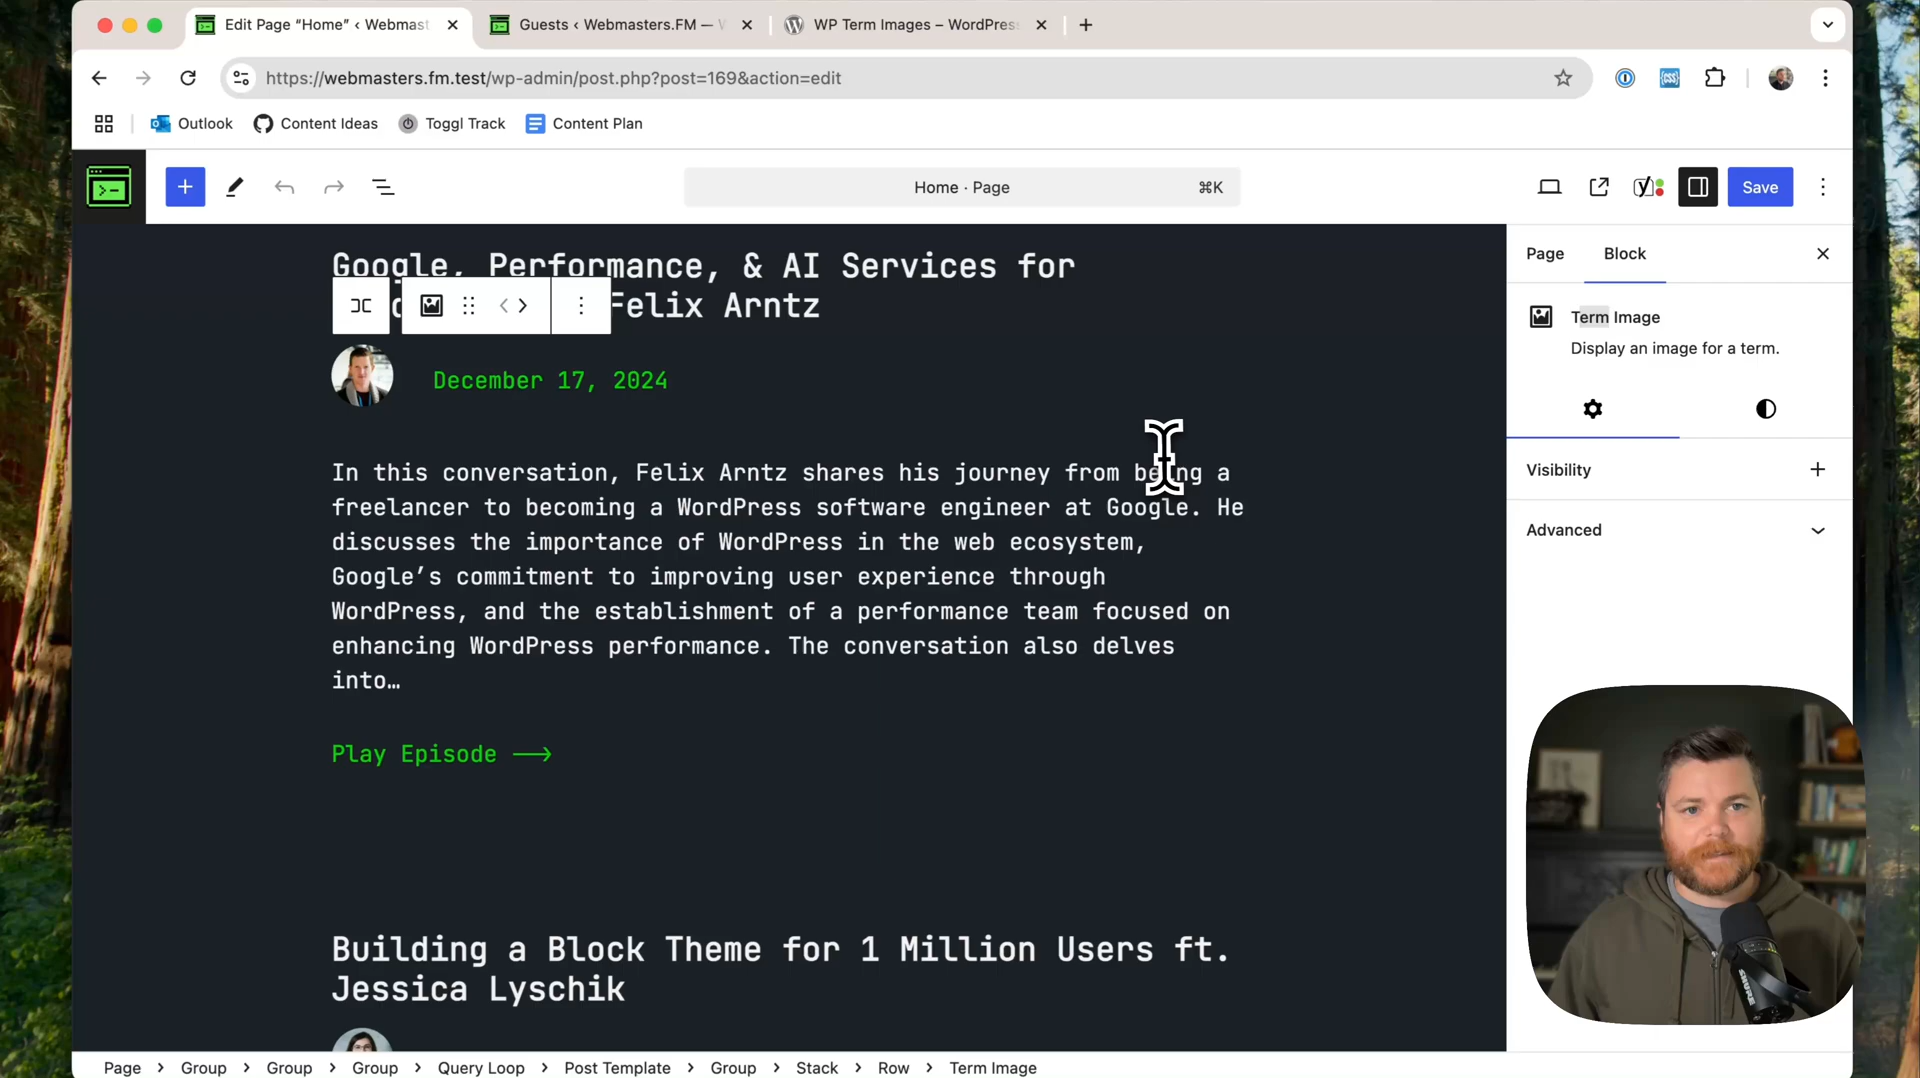 Edit Page “Home” ‹ Webmast
Guests ‹ Webmasters.FM —
WP Term Images – WordPress
https://webmasters.fm.test/wp-admin/post.php?post=169&action=edit
Outlook
Content Ideas
Toggl Track
Content Plan
Home · Page
⌘K
Save
Google, Performance, & AI Services for
Felix Arntz
December 17, 2024
In this conversation, Felix Arntz shares his journey from being a
freelancer to becoming a WordPress software engineer at Google. He
discusses the importance of WordPress in the web ecosystem,
Google’s commitment to improving user experience through
WordPress, and the establishment of a performance team focused on
enhancing WordPress performance. The conversation also delves
into…
Play Episode ⟶
Building a Block Theme for 1 Million Users ft.
Jessica Lyschik
Page
Block
Term Image
Display an image for a term.
Visibility
Advanced
SHURE
Page > Group > Group > Group > Query Loop > Post Template > Group > Stack > Row > Term Image